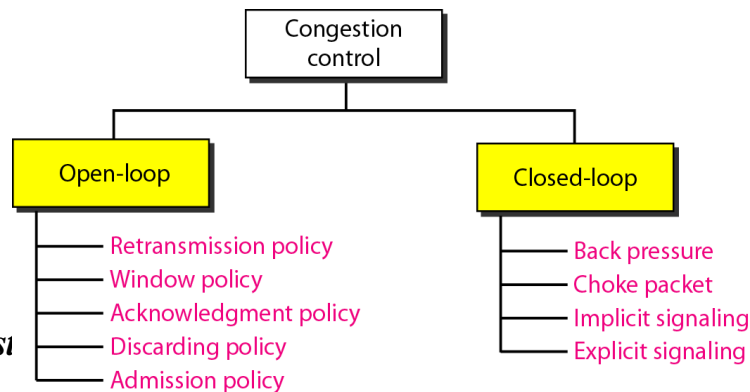 Congestion
control
Open-loop
Closed-loop
Retransmission policy
Window policy
Acknowledgment policy
Discarding policy
Admission policy
Back pressure
Choke packet
Implicit signaling
Explicit signaling